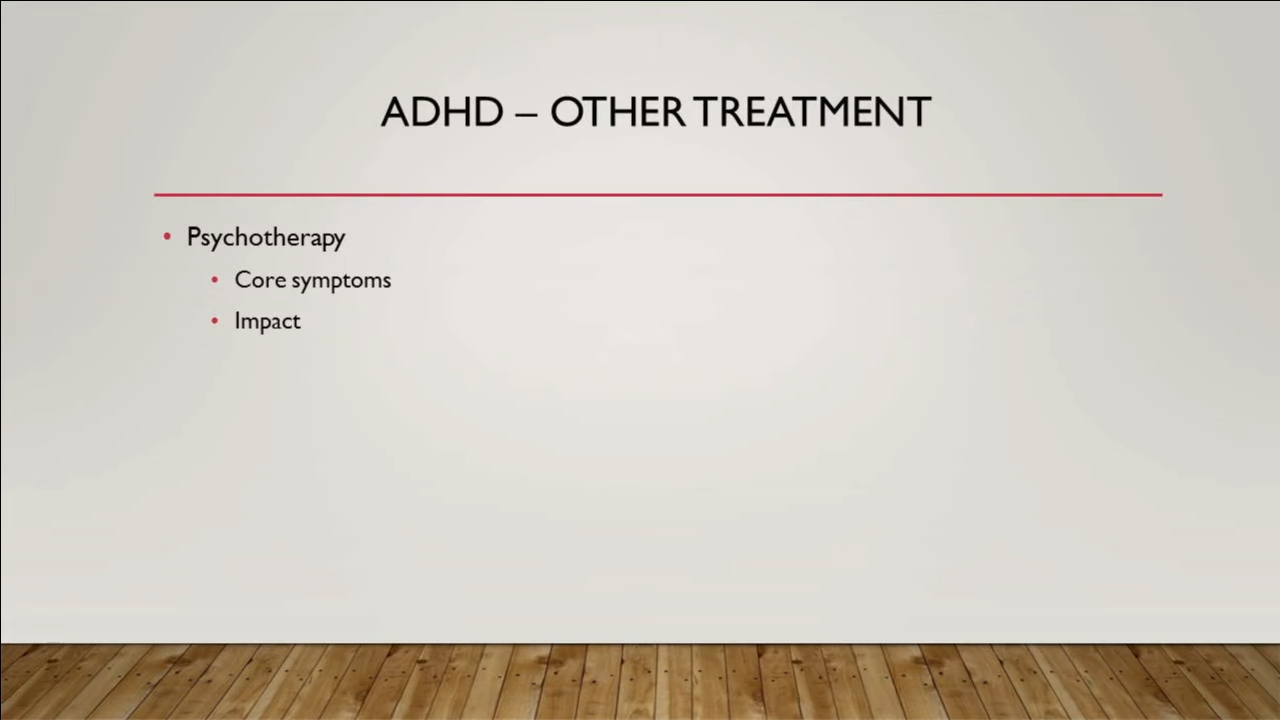 ADHD – OTHER TREATMENT
• Psychotherapy
• Core symptoms
• Impact